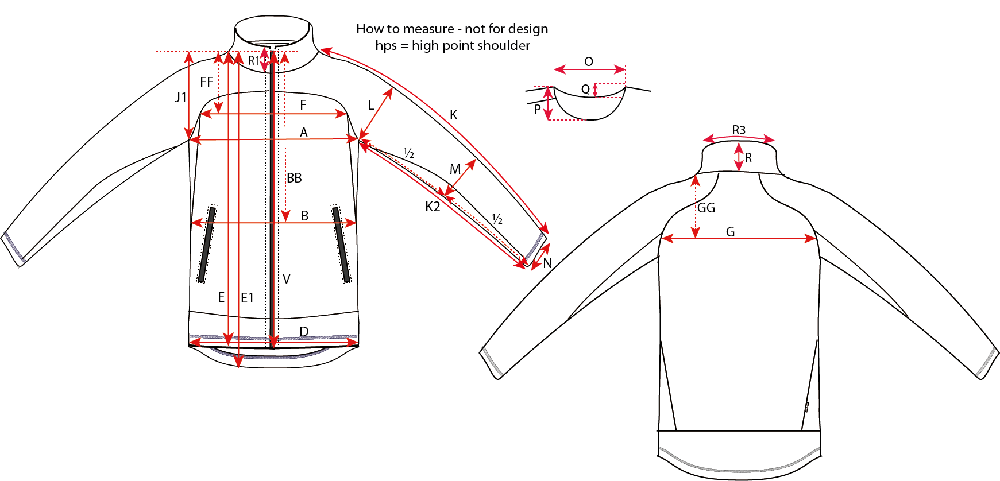 How to measure - not for design
hps = high point shoulder
R1
FF
J1
F
A
L
K
½
M
BB
K2
B
½
N
V
E
E1
D
O
Q
P
R3
R
GG
G